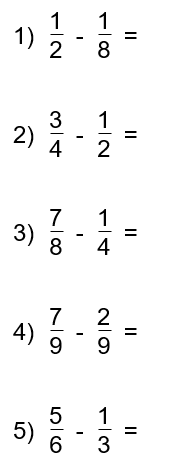 1) 1/2 - 1/8 =
2) 3/4 - 1/2 =
3) 7/8 - 1/4 =
4) 7/9 - 2/9 =
5) 5/6 - 1/3 =